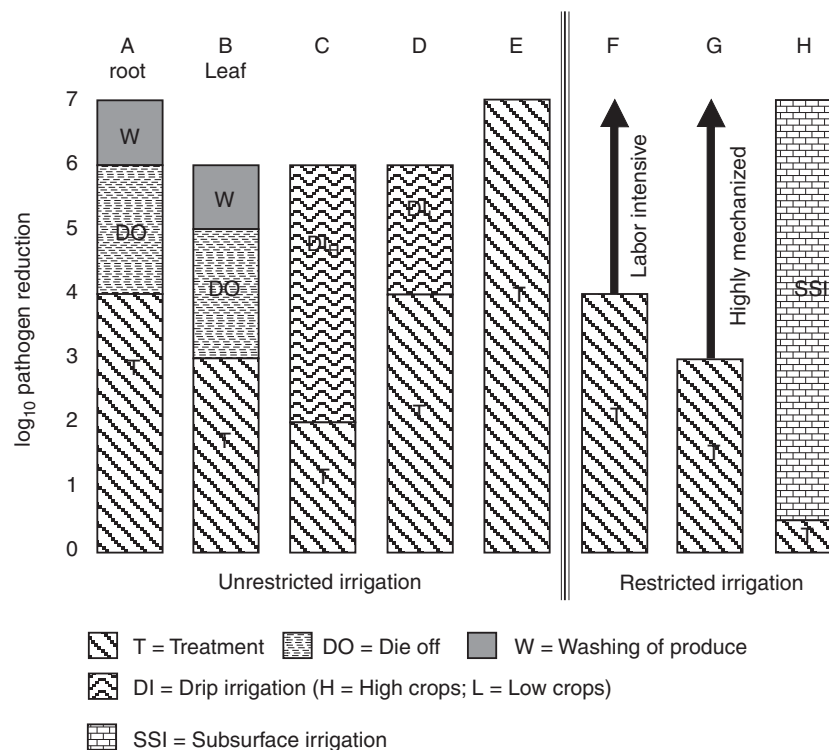 A B C D E F G H
root Leaf
7
6
5
4
3
2
1
0
log₁₀ pathogen reduction
W
DO
T
W
DO
T
DI_H
T
DI_L
T
T
Labor intensive
T
Highly mechanized
T
SSI
T
Unrestricted irrigation Restricted irrigation
T = Treatment DO = Die off W = Washing of produce
DI = Drip irrigation (H = High crops; L = Low crops)
SSI = Subsurface irrigation